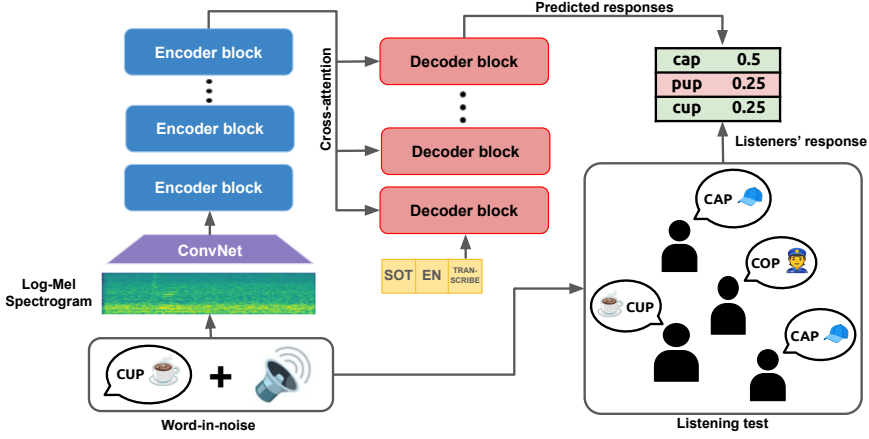 Predicted responses
Encoder block
Encoder block
Encoder block
Cross-attention
Decoder block
Decoder block
Decoder block
cap 0.5
pup 0.25
cup 0.25
Listeners' response
ConvNet
Log-Mel
Spectrogram
SOT EN TRAN-
SCRIBE
CUP
+
Word-in-noise
CAP
COP
CUP
CAP
Listening test